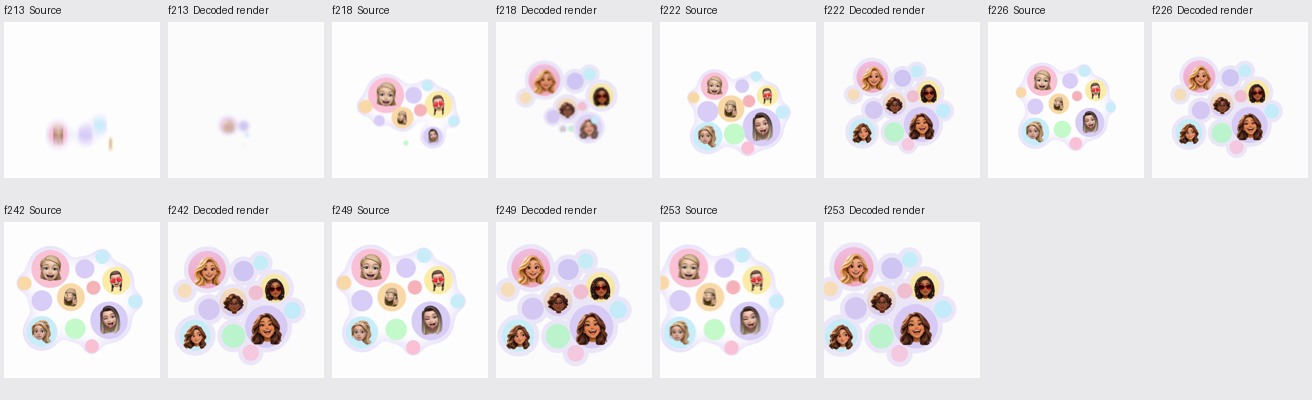 f213 Source
f213 Decoded render
f218 Source
f218 Decoded render
f222 Source
f222 Decoded render
f226 Source
f226 Decoded render
f242 Source
f242 Decoded render
f249 Source
f249 Decoded render
f253 Source
f253 Decoded render